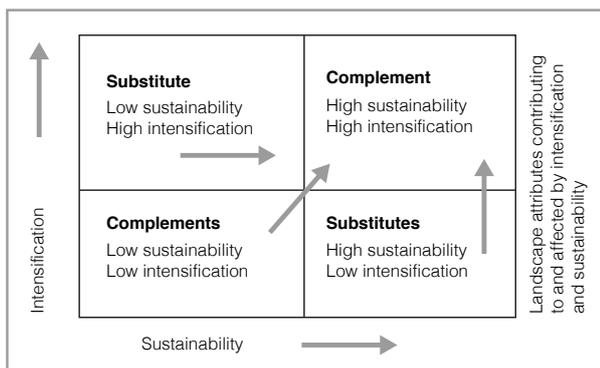 Substitute
Low sustainability
High intensification
Complement
High sustainability
High intensification
Complements
Low sustainability
Low intensification
Substitutes
High sustainability
Low intensification
Intensification
Sustainability
Landscape attributes contributing
to and affected by intensification
and sustainability